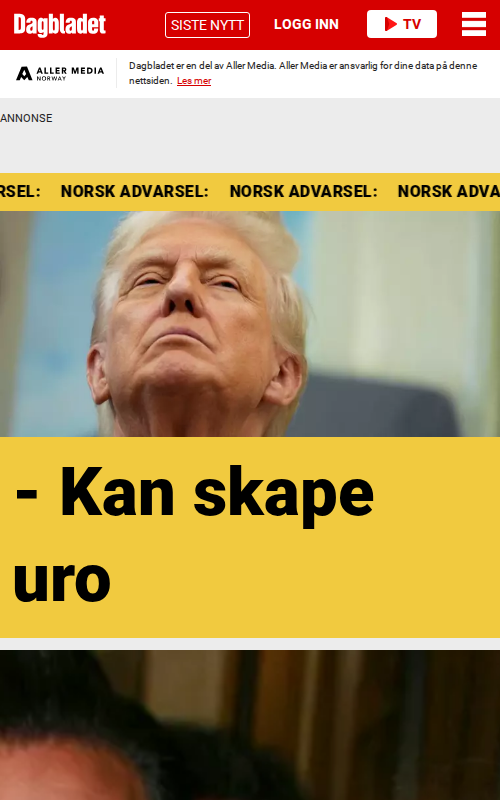 Dagbladet
SISTE NYTT
LOGG INN
TV
ALLER MEDIA
NORWAY
Dagbladet er en del av Aller Media. Aller Media er ansvarlig for dine data på denne
nettsiden. Les mer
ANNONSE
RSEL: NORSK ADVARSEL: NORSK ADVARSEL: NORSK ADVA
- Kan skape
uro